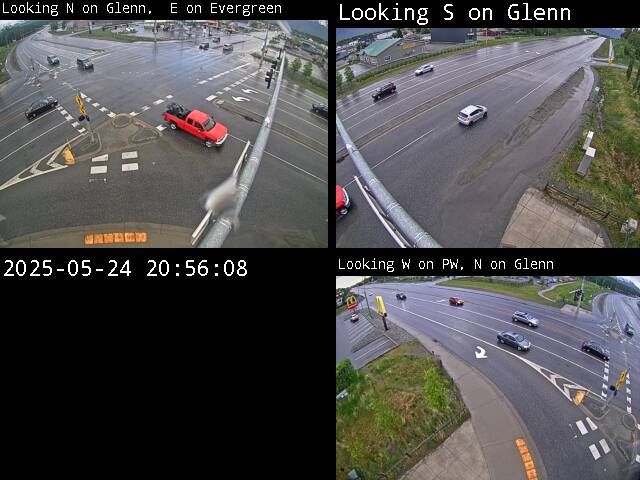 Looking N on Glenn,  E on Evergreen
Looking S on Glenn
2025-05-24 20:56:08
Looking W on PW, N on Glenn